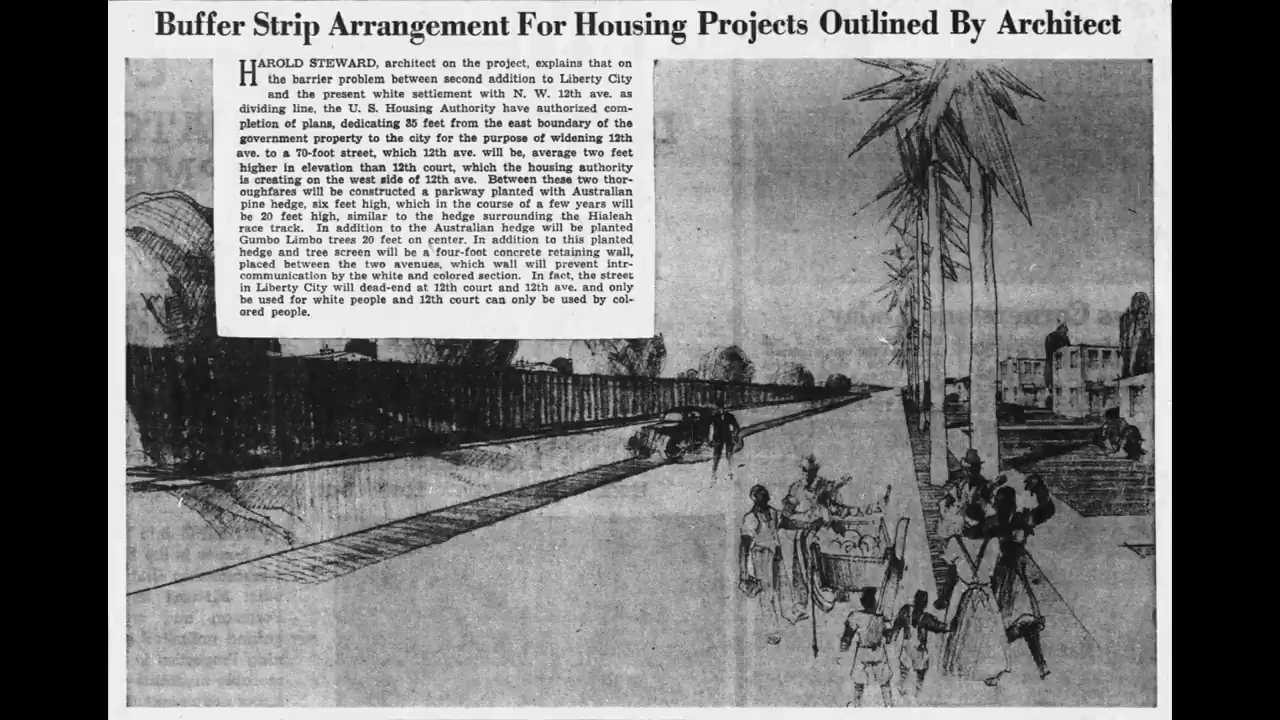 Buffer Strip Arrangement For Housing Projects Outlined By Architect
HAROLD STEWARD, architect on the project, explains that on
the barrier problem between second addition to Liberty City
and the present white settlement with N. W. 12th ave. as
dividing line, the U. S. Housing Authority have authorized com-
pletion of plans, dedicating 35 feet from the east boundary of the
government property to the city for the purpose of widening 12th
ave. to a 70-foot street, which 12th ave. will be, average two feet
higher in elevation than 12th court, which the housing authority
is creating on the west side of 12th ave. Between these two thor-
oughfares will be constructed a parkway planted with Australian
pine hedge, six feet high, which in the course of a few years will
be 20 feet high, similar to the hedge surrounding the Hialeah
race track. In addition to the Australian hedge will be planted
Gumbo Limbo trees 20 feet on center. In addition to this planted
hedge and tree screen will be a four-foot concrete retaining wall,
placed between the two avenues, which wall will prevent intr-
communication by the white and colored section. In fact, the street
in Liberty City will dead-end at 12th court and 12th ave. and only
be used for white people and 12th court can only be used by col-
ored people.